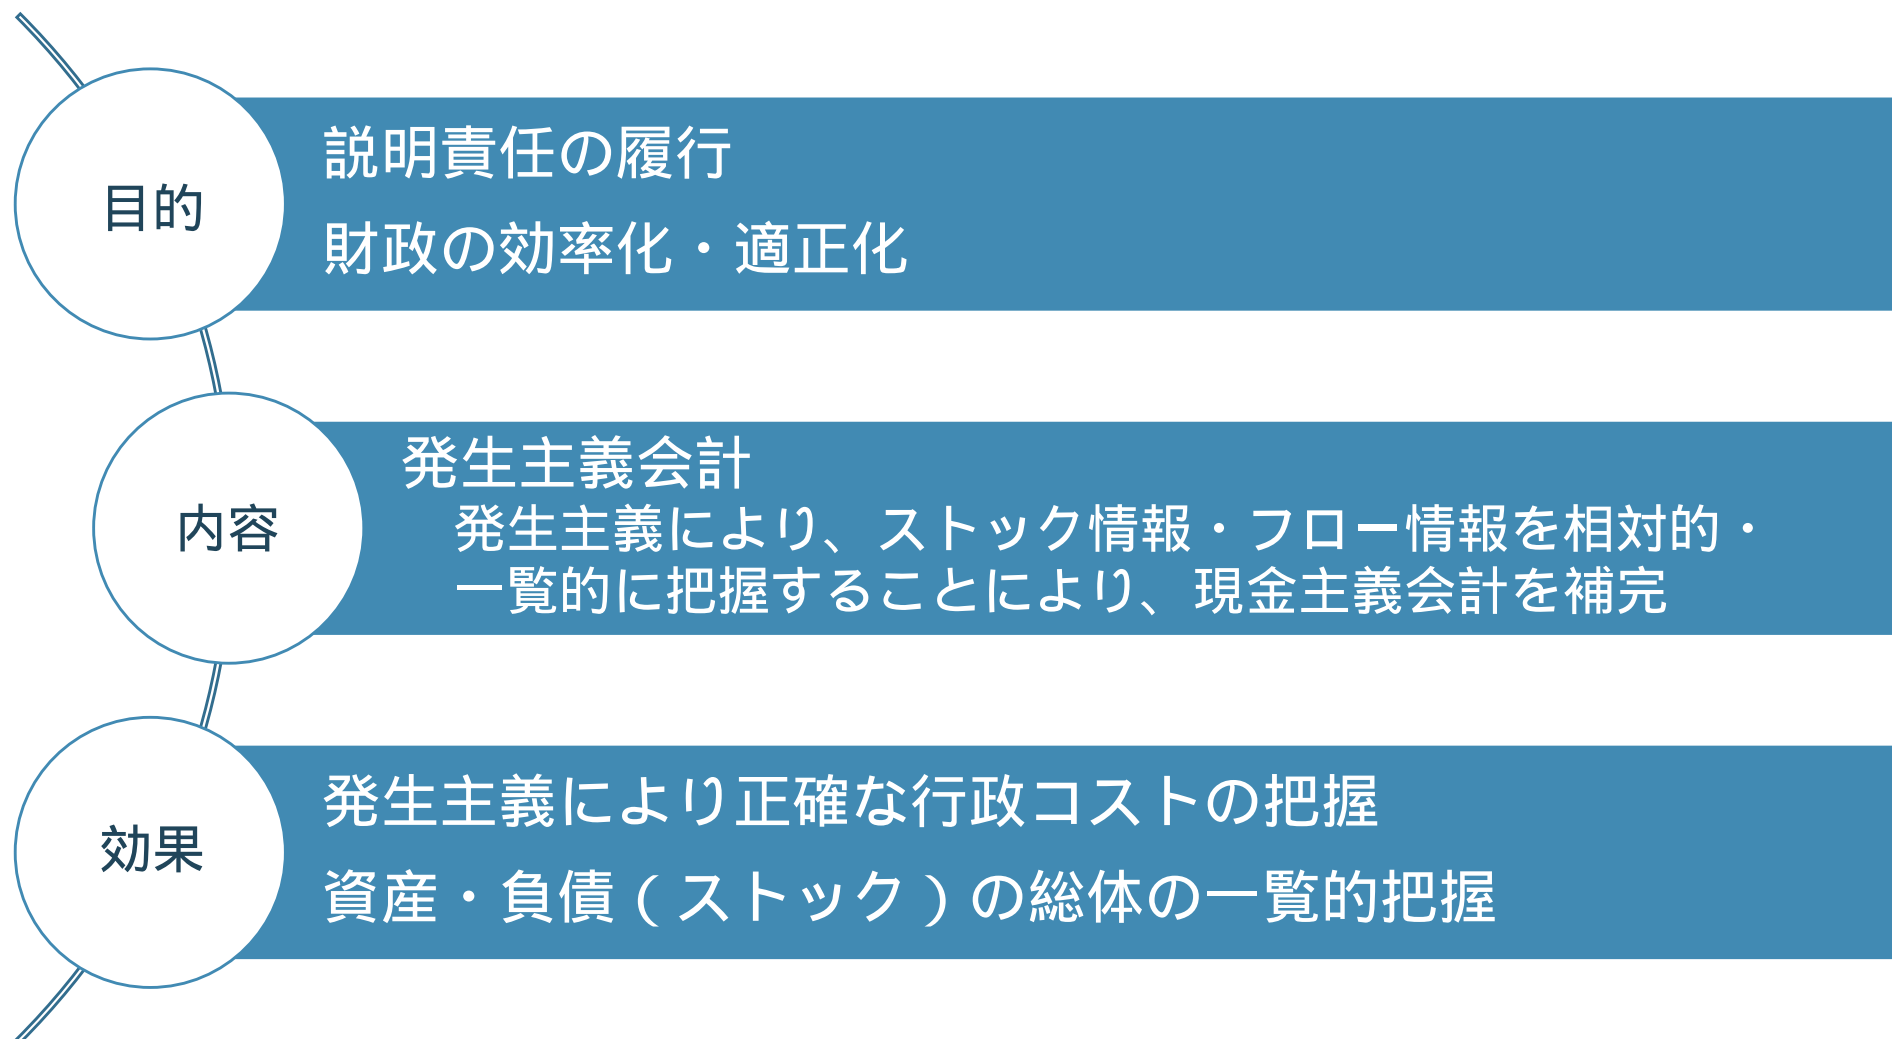 目的
説明責任の履行
財政の効率化・適正化
内容
発生主義会計
発生主義により、ストック情報・フロー情報を相対的・
一覧的に把握することにより、現金主義会計を補完
効果
発生主義により正確な行政コストの把握
資産・負債（ストック）の総体の一覧的把握